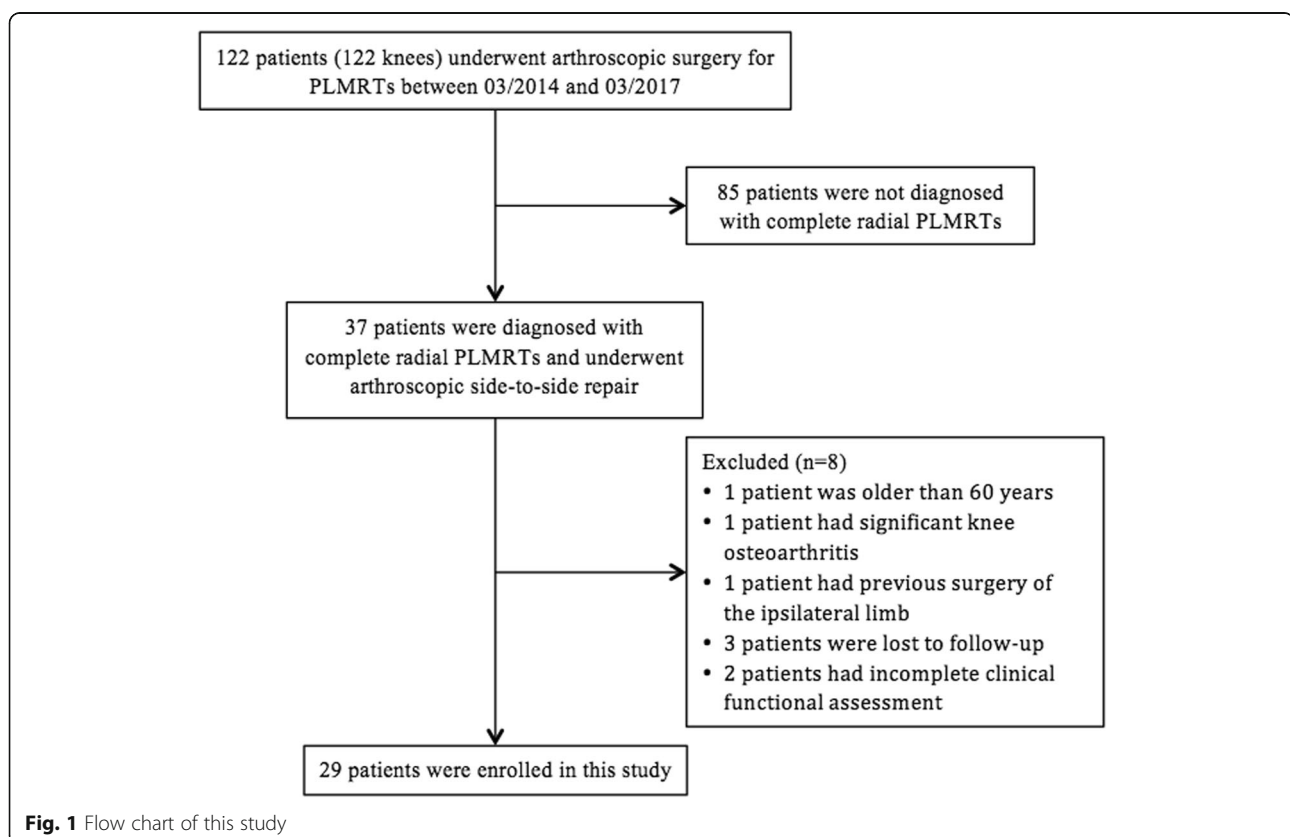 122 patients (122 knees) underwent arthroscopic surgery for
PLMRTs between 03/2014 and 03/2017
85 patients were not diagnosed
with complete radial PLMRTs
37 patients were diagnosed with
complete radial PLMRTs and underwent
arthroscopic side-to-side repair
Excluded (n=8)
• 1 patient was older than 60 years
• 1 patient had significant knee
osteoarthritis
• 1 patient had previous surgery of
the ipsilateral limb
• 3 patients were lost to follow-up
• 2 patients had incomplete clinical
functional assessment
29 patients were enrolled in this study
Fig. 1 Flow chart of this study